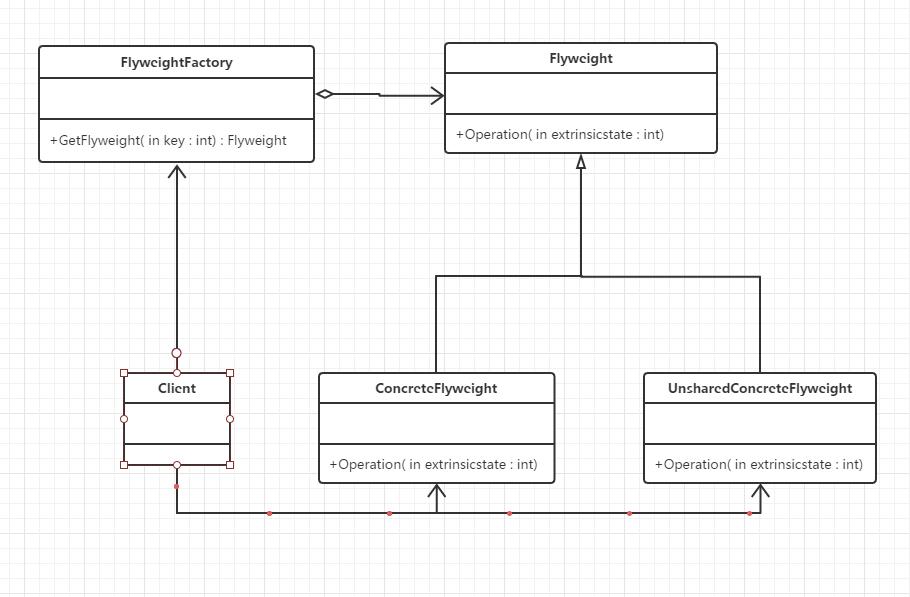 FlyweightFactory
+GetFlyweight( in key : int) : Flyweight
Flyweight
+Operation( in extrinsicstate : int)
Client
ConcreteFlyweight
+Operation( in extrinsicstate : int)
UnsharedConcreteFlyweight
+Operation( in extrinsicstate : int)